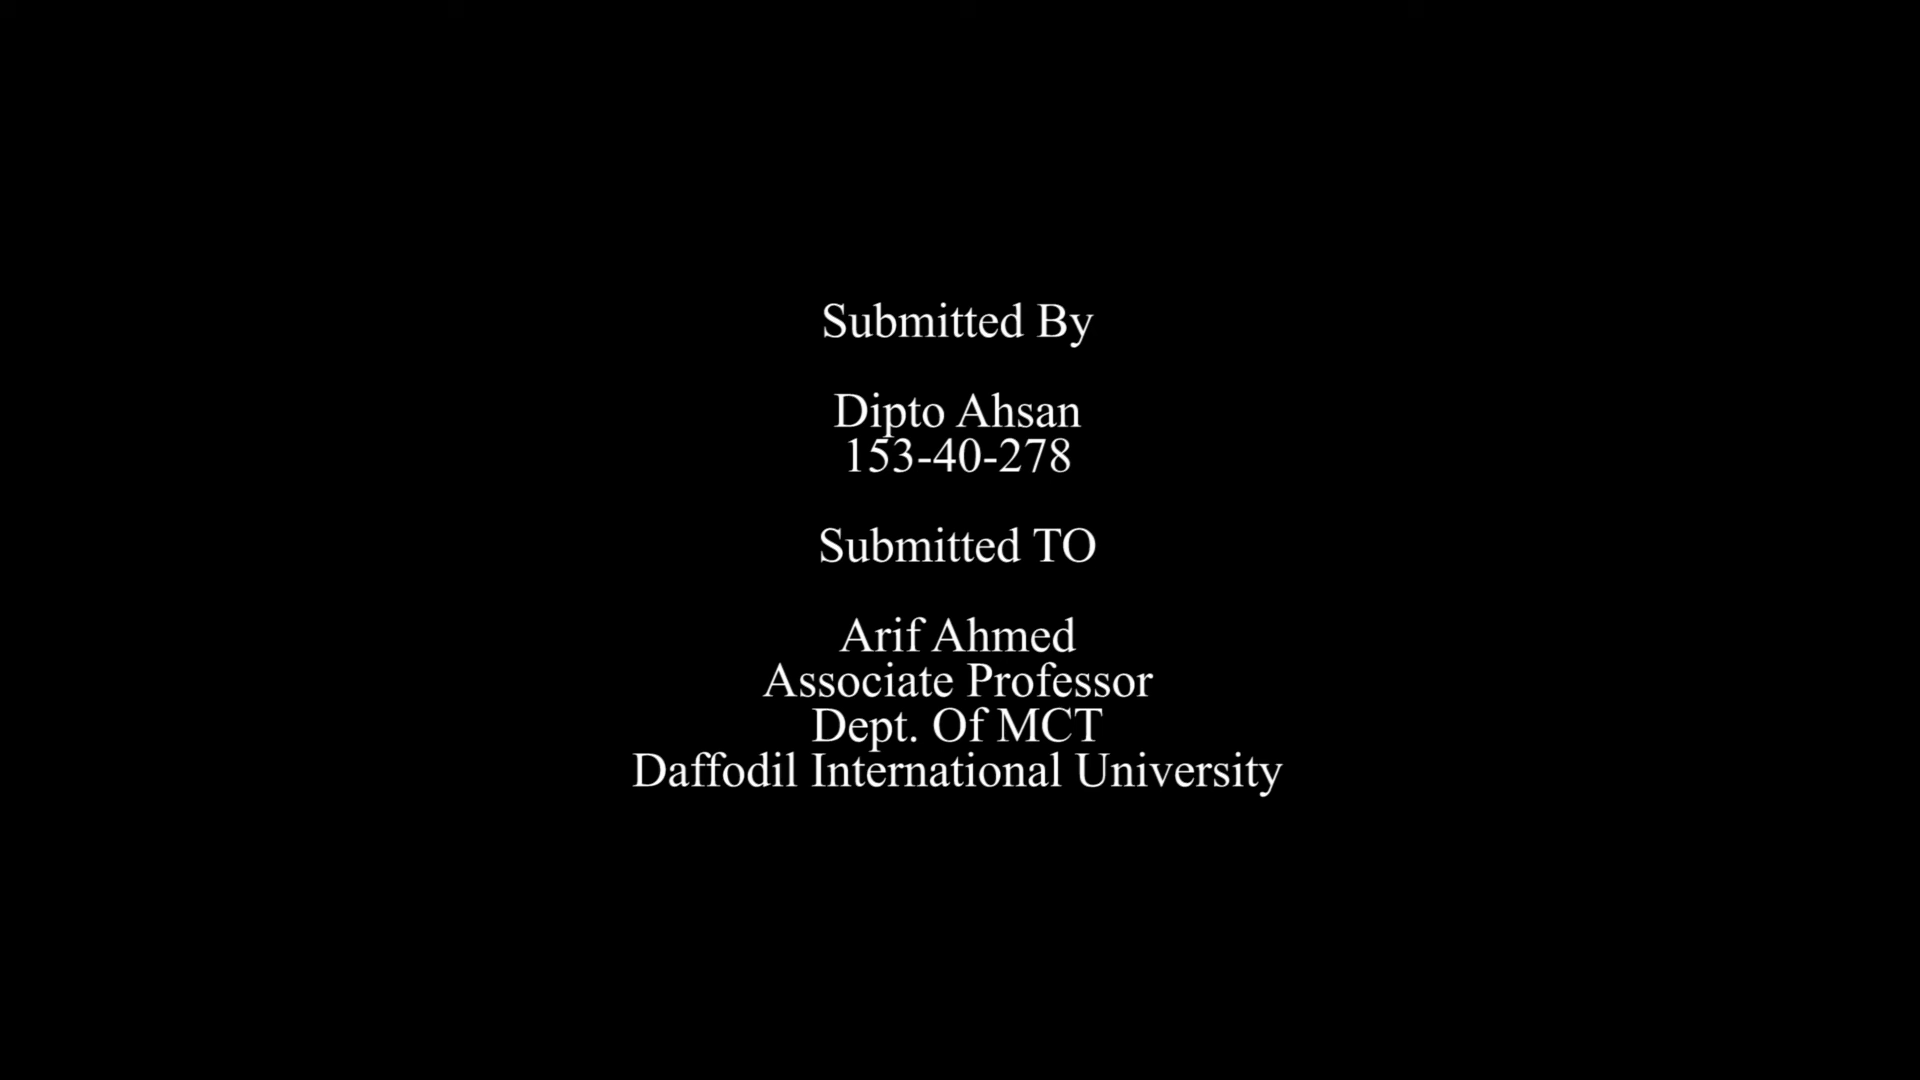 Submitted By
Dipto Ahsan
153-40-278
Submitted TO
Arif Ahmed
Associate Professor
Dept. Of MCT
Daffodil International University